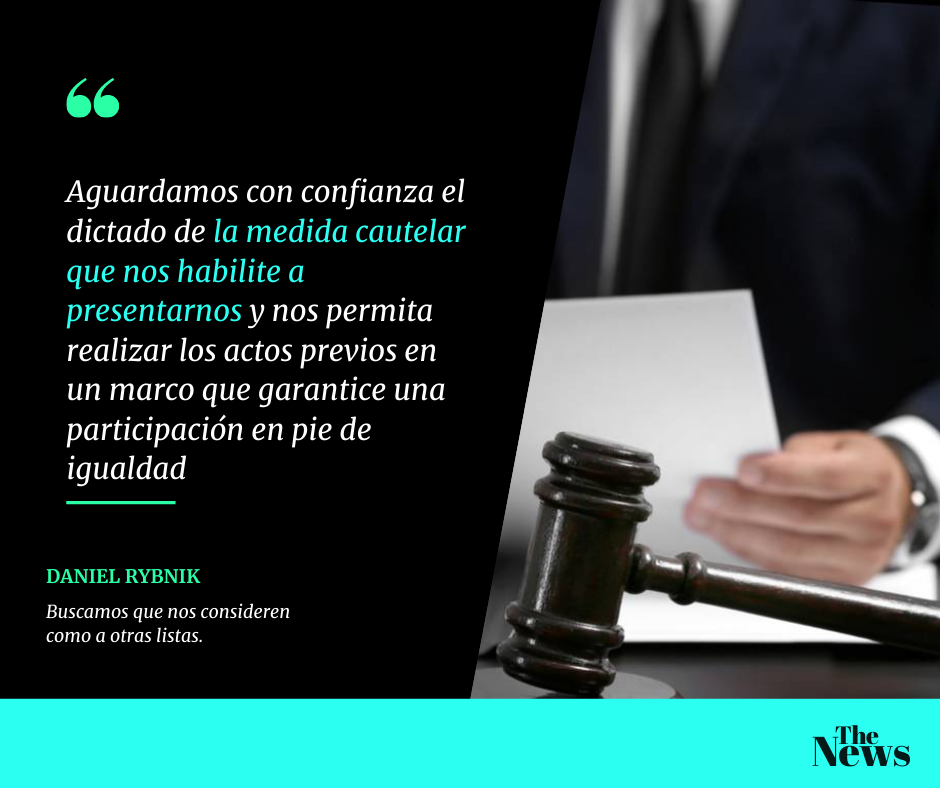 Aguardamos con confianza el
dictado de la medida cautelar
que nos habilite a
presentarnos y nos permita
realizar los actos previos en
un marco que garantice una
participación en pie de
igualdad
DANIEL RYBNIK
Buscamos que nos consideren
como a otras listas.
The
News